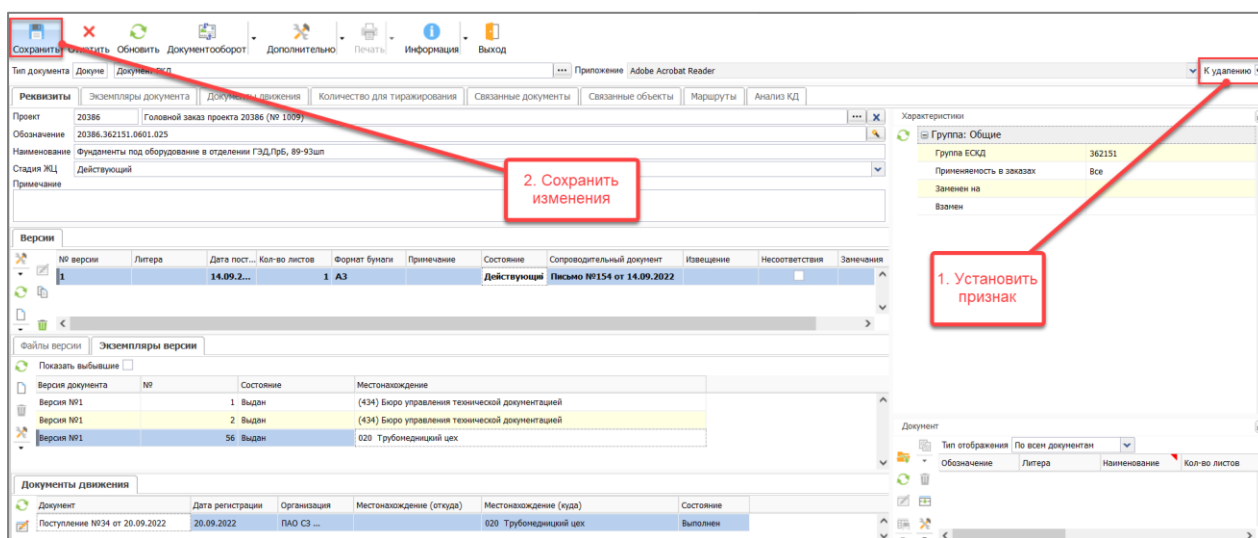 Сохранить Обновить Документооборот Дополнительно Печать Информация Выход
Тип документа Докуме Документ РКД Приложение Adobe Acrobat Reader К удалению
Реквизиты Экземпляры документа Документы движения Количество для тиражирования Связанные документы Связанные объекты Маршруты Анализ КД
Проект 20386 Головной заказ проекта 20386 (№ 1009)
Обозначение 20386.362151.0601.025
Наименование Фундаменты под оборудование в отделении ГЭД,ПрБ, 89-93шп
Стадия ЖЦ Действующий
Примечание
Характеристики
Группа: Общие
Группа ЕСКД 362151
Применяемость в заказах Все
Заменен на
Взамен
2. Сохранить
изменения
1. Установить
признак
Версии
№ версии Литера Дата пост... Кол-во листов Формат бумаги Примечание Состояние Сопроводительный документ Извещение Несоответствия Замечания
1 14.09.2... 1 А3 Действующи Письмо №154 от 14.09.2022
Файлы версии Экземпляры версии
Показать выбывшие
Версия документа № Состояние Местонахождение
Версия №1 1 Выдан (434) Бюро управления технической документацией
Версия №1 2 Выдан (434) Бюро управления технической документацией
Версия №1 56 Выдан 020 Трубомедницкий цех
Документы движения
Документ Дата регистрации Организация Местонахождение (откуда) Местонахождение (куда) Состояние
Поступление №34 от 20.09.2022 20.09.2022 ПАО СЗ ... 020 Трубомедницкий цех Выполнен
Документ
Тип отображения По всем документам
Обозначение Литера Наименование Кол-во листов